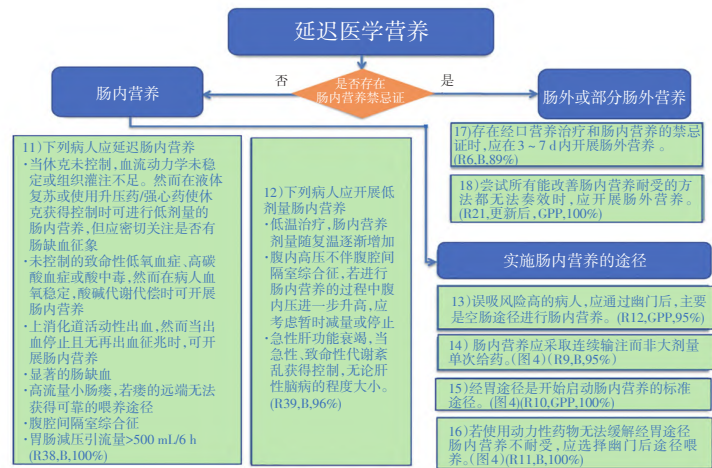 延迟医学营养
是否存在
肠内营养禁忌证
否
是
肠内营养
肠外或部分肠外营养
11)下列病人应延迟肠内营养
·当休克未控制,血流动力学未稳
定或组织灌注不足。然而在液体
复苏或使用升压药/强心药使休
克获得控制时可进行低剂量的
肠内营养,但应密切关注是否有
肠缺血征象
·未控制的致命性低氧血症、高碳
酸血症或酸中毒,然而在病人血
氧稳定,酸碱代谢代偿时可开展
肠内营养
·上消化道活动性出血,然而当出
血停止且无再出血征兆时,可开
展肠内营养
·显著的肠缺血
·高流量小肠瘘,若瘘的远端无法
获得可靠的喂养途径
·腹腔间隔室综合征
·胃肠减压引流量>500 mL/6 h
(R38,B,100%)
12)下列病人应开展低
剂量肠内营养
·低温治疗,肠内营养
剂量随复温逐渐增加
·腹内高压不伴腹腔间
隔室综合征,若进行
肠内营养的过程中腹
内压进一步升高,应
考虑暂时减量或停止
·急性肝功能衰竭,当
急性、致命性代谢紊
乱获得控制,无论肝
性脑病的程度大小。
(R39,B,96%)
17)存在经口营养治疗和肠内营养的禁忌
证时,应在3~7 d内开展肠外营养。
(R6,B,89%)
18)尝试所有能改善肠内营养耐受的方
法都无法奏效时,应开展肠外营养。
(R21,更新后,GPP,100%)
实施肠内营养的途径
13)误吸风险高的病人,应通过幽门后,主要
是空肠途径进行肠内营养。(R12,GPP,95%)
14)肠内营养应采取连续输注而非大剂量
单次给药。(图4)(R9,B,95%)
15)经胃途径是开始启动肠内营养的标准
途径。(图4)(R10,GPP,100%)
16)若使用动力性药物无法缓解经胃途径
肠内营养不耐受,应选择幽门后途径喂
养。(图4)(R11,B,100%)